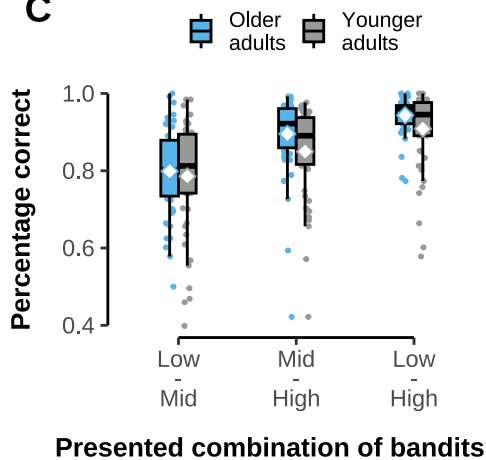 C
Older adults
Younger adults
Percentage correct
1.0
0.8
0.6
0.4
Low - Mid
Mid - High
Low - High
Presented combination of bandits